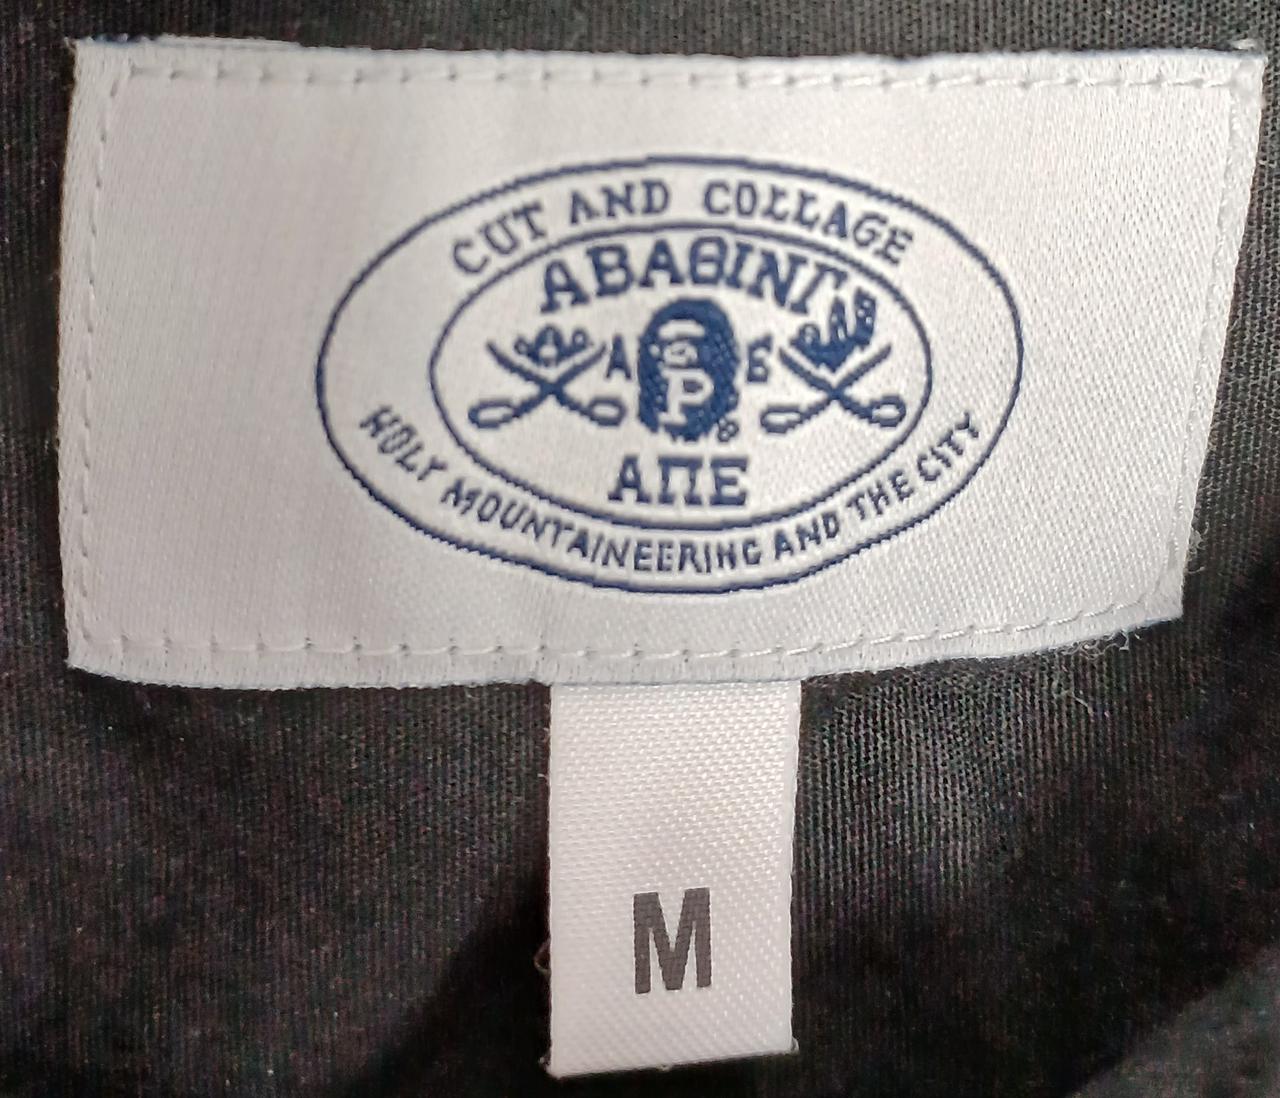 CUT AND COLLAGE
ABAΘINΓ
A P E
AΠE
HOLY MOUNTAINEERING AND THE CITY
M